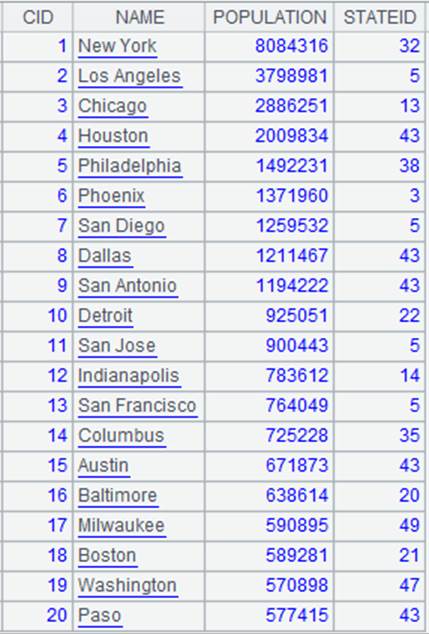 CID NAME POPULATION STATEID
1 New York 8084316 32
2 Los Angeles 3798981 5
3 Chicago 2886251 13
4 Houston 2009834 43
5 Philadelphia 1492231 38
6 Phoenix 1371960 3
7 San Diego 1259532 5
8 Dallas 1211467 43
9 San Antonio 1194222 43
10 Detroit 925051 22
11 San Jose 900443 5
12 Indianapolis 783612 14
13 San Francisco 764049 5
14 Columbus 725228 35
15 Austin 671873 43
16 Baltimore 638614 20
17 Milwaukee 590895 49
18 Boston 589281 21
19 Washington 570898 47
20 Paso 577415 43